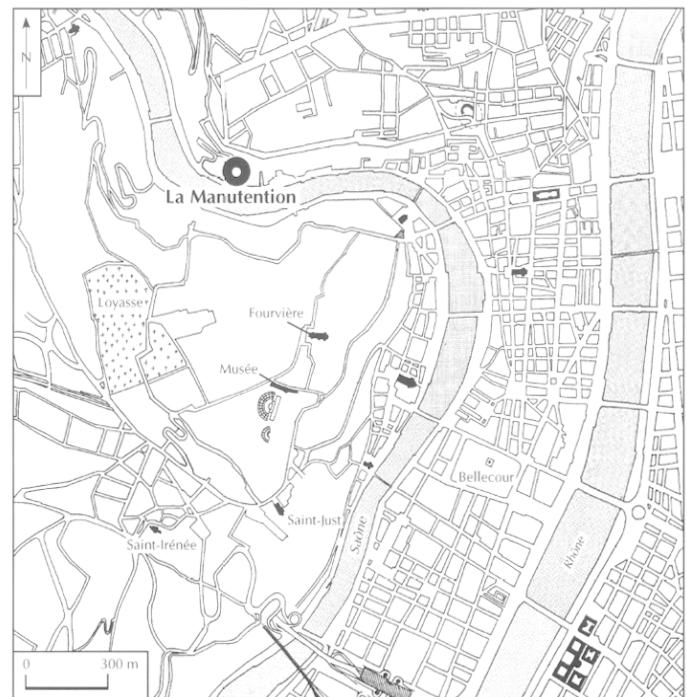 N
La Manutention
Loyasse
Fourvière
Musée
Bellecour
Saint-Just
Saône
Saint-Irénée
Rhône
0 300 m